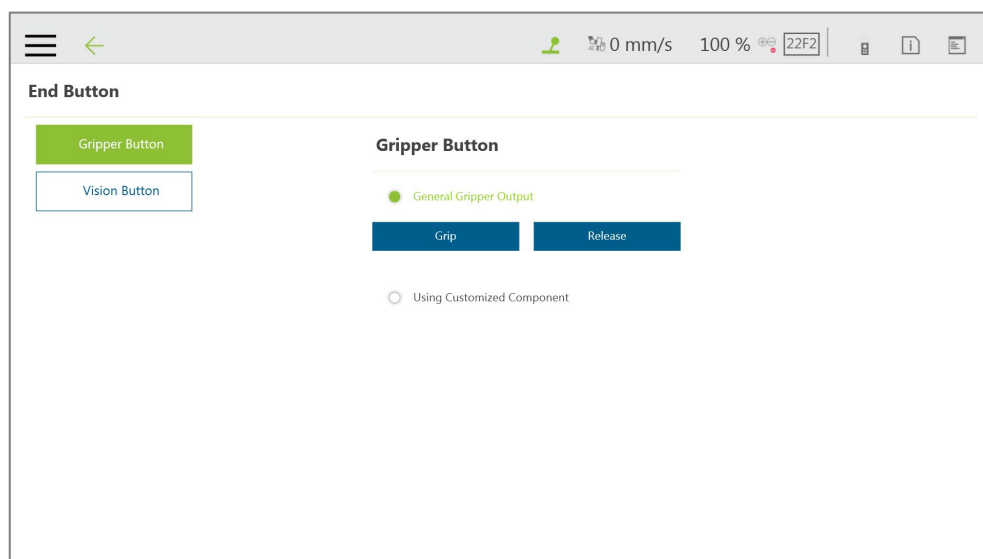 0 mm/s 100 % 22F2
End Button
Gripper Button
Vision Button
Gripper Button
General Gripper Output
Grip Release
Using Customized Component